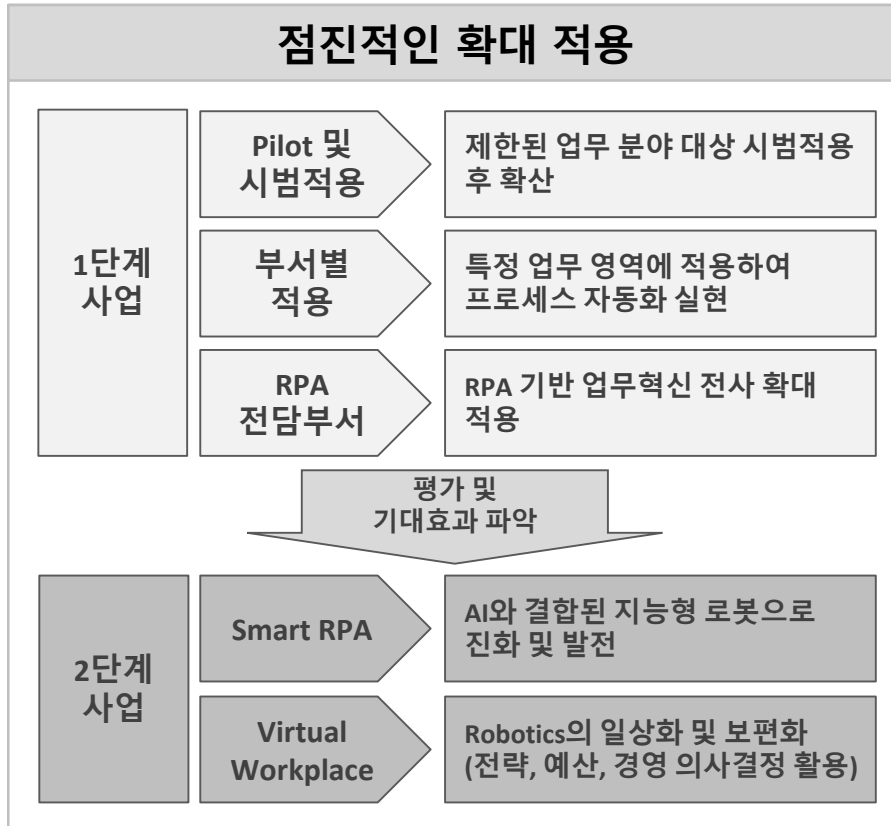 점진적인 확대 적용
1단계
사업
Pilot 및
시범적용
제한된 업무 분야 대상 시범적용
후 확산
부서별
적용
특정 업무 영역에 적용하여
프로세스 자동화 실현
RPA
전담부서
RPA 기반 업무혁신 전사 확대
적용
평가 및
기대효과 파악
2단계
사업
Smart RPA
AI와 결합된 지능형 로봇으로
진화 및 발전
Virtual
Workplace
Robotics의 일상화 및 보편화
(전략, 예산, 경영 의사결정 활용)